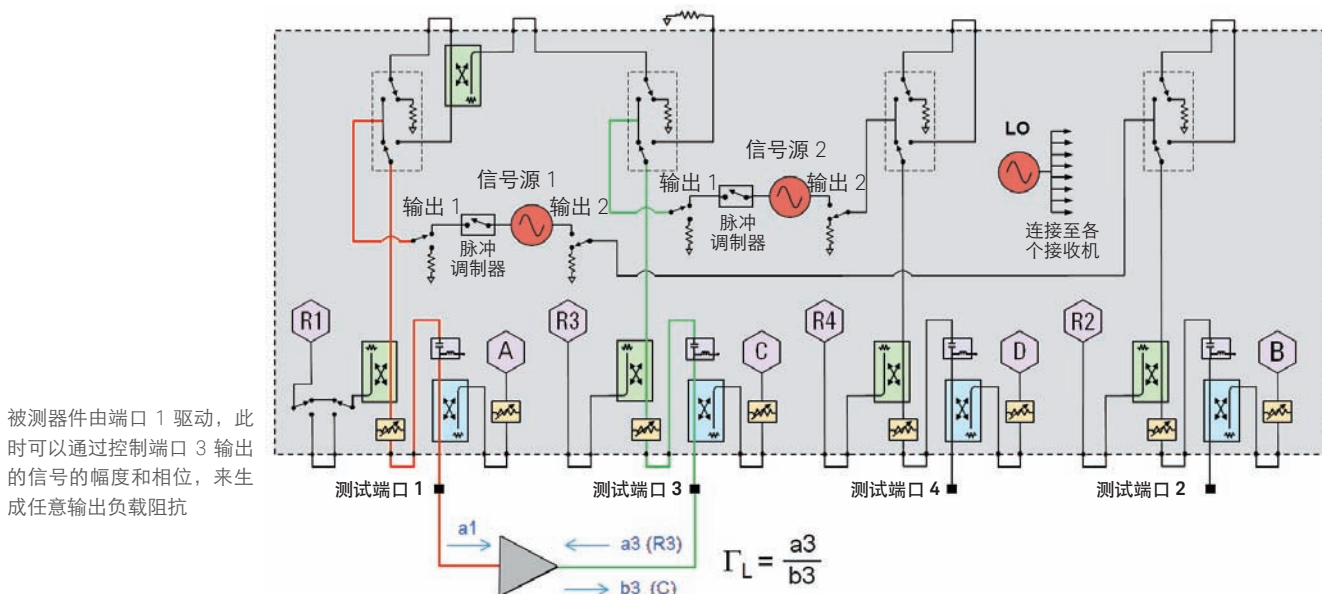 信号源 1
输出 1
输出 2
脉冲
调制器
信号源 2
输出 1
输出 2
脉冲
调制器
LO
连接至各
个接收机
R1
A
R3
C
R4
D
R2
B
被测器件由端口 1 驱动，此
时可以通过控制端口 3 输出
的信号的幅度和相位，来生
成任意输出负载阻抗
测试端口 1
测试端口 3
测试端口 4
测试端口 2
a1
a3 (R3)
b3 (C)
Γ_L = a3/b3